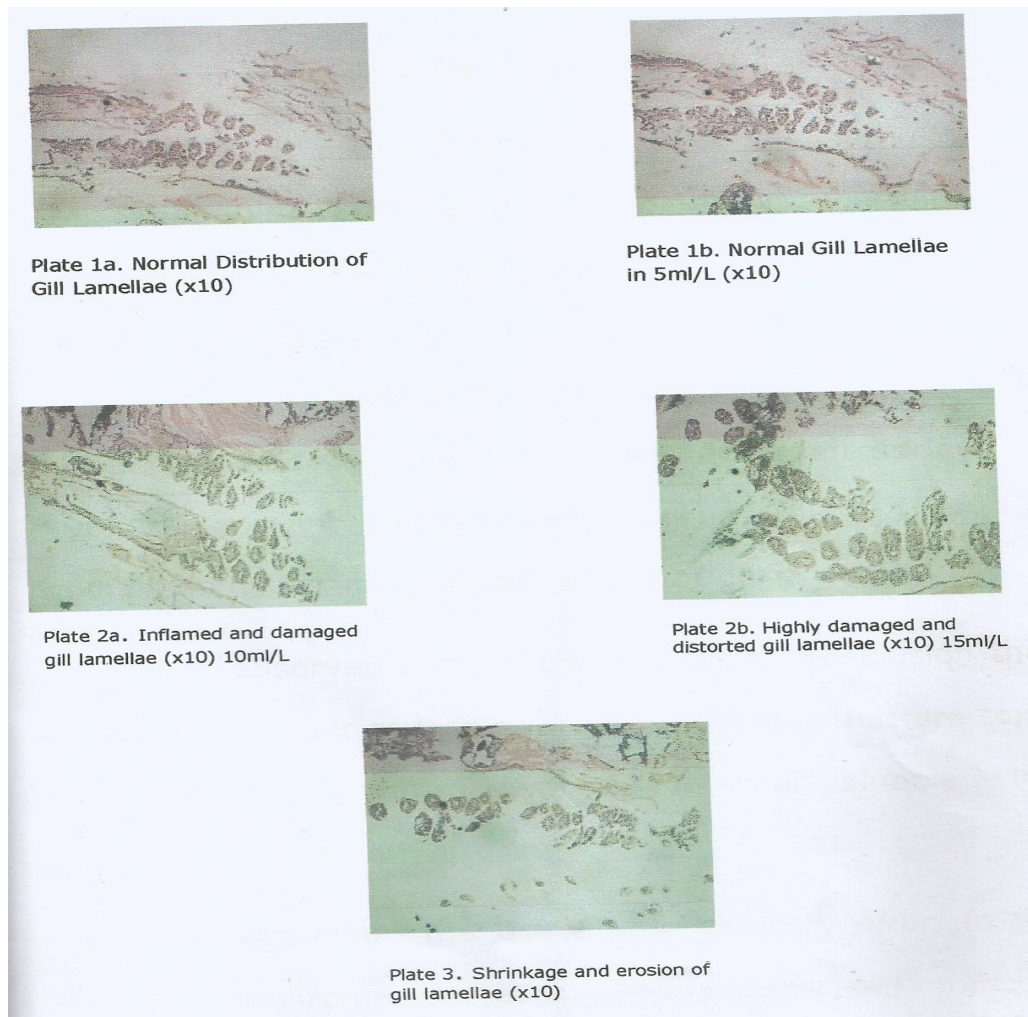 Plate 1a. Normal Distribution of
Gill Lamellae (x10)
Plate 1b. Normal Gill Lamellae
in 5ml/L (x10)
Plate 2a. Inflamed and damaged
gill lamellae (x10) 10ml/L
Plate 2b. Highly damaged and
distorted gill lamellae (x10) 15ml/L
Plate 3. Shrinkage and erosion of
gill lamellae (x10)